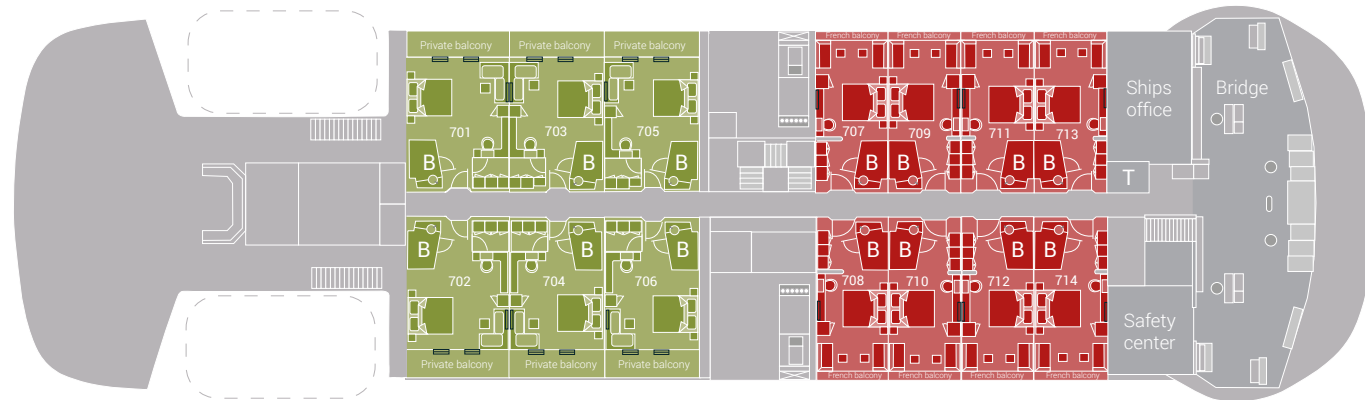 Private balcony Private balcony Private balcony
French balcony French balcony French balcony French balcony
701 703 705
B B B
707 709 711 713
B B B B
Ships
office
Bridge
T
B B B
702 704 706
Private balcony Private balcony Private balcony
B B B B
708 710 712 714
French balcony French balcony French balcony French balcony
Safety
center